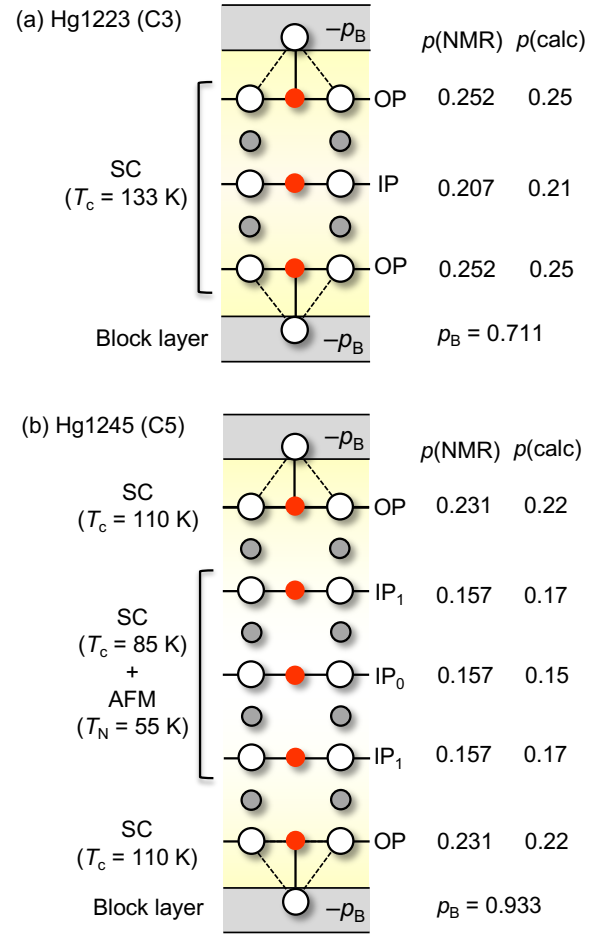 (a) Hg1223 (C3)
–pB
p(NMR) p(calc)
OP 0.252 0.25
SC
(Tc = 133 K)
IP 0.207 0.21
OP 0.252 0.25
Block layer –pB pB = 0.711
(b) Hg1245 (C5)
–pB
p(NMR) p(calc)
SC
(Tc = 110 K)
OP 0.231 0.22
IP1 0.157 0.17
SC
(Tc = 85 K)
+
AFM
(TN = 55 K)
IP0 0.157 0.15
IP1 0.157 0.17
SC
(Tc = 110 K)
OP 0.231 0.22
Block layer –pB pB = 0.933